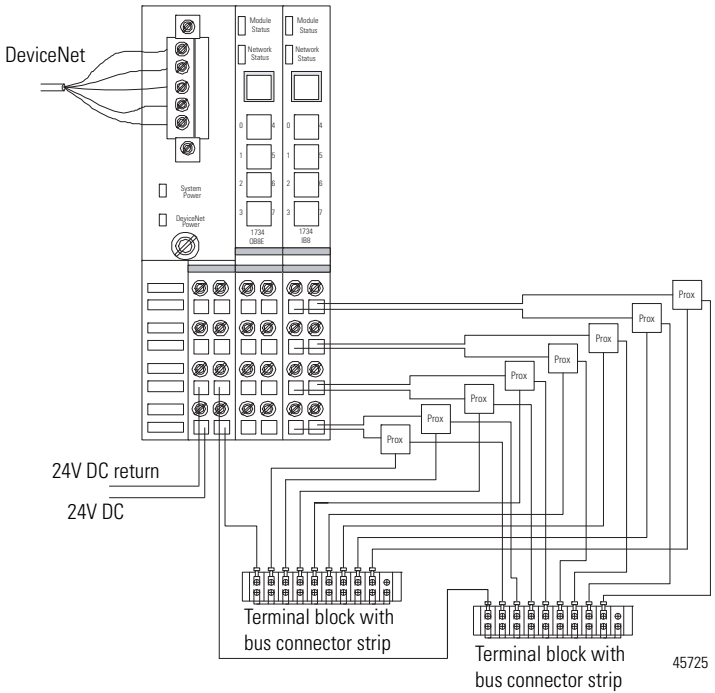 DeviceNet
Module
Status
Module
Status
Network
Status
Network
Status
0 4
0 4
1 5
1 5
2 6
2 6
3 7
3 7
System
Power
DeviceNet
Power
1734
OB8E
1734
IB8
Prox
Prox
Prox
Prox
Prox
Prox
Prox
Prox
24V DC return
24V DC
Terminal block with
bus connector strip
Terminal block with
bus connector strip
45725